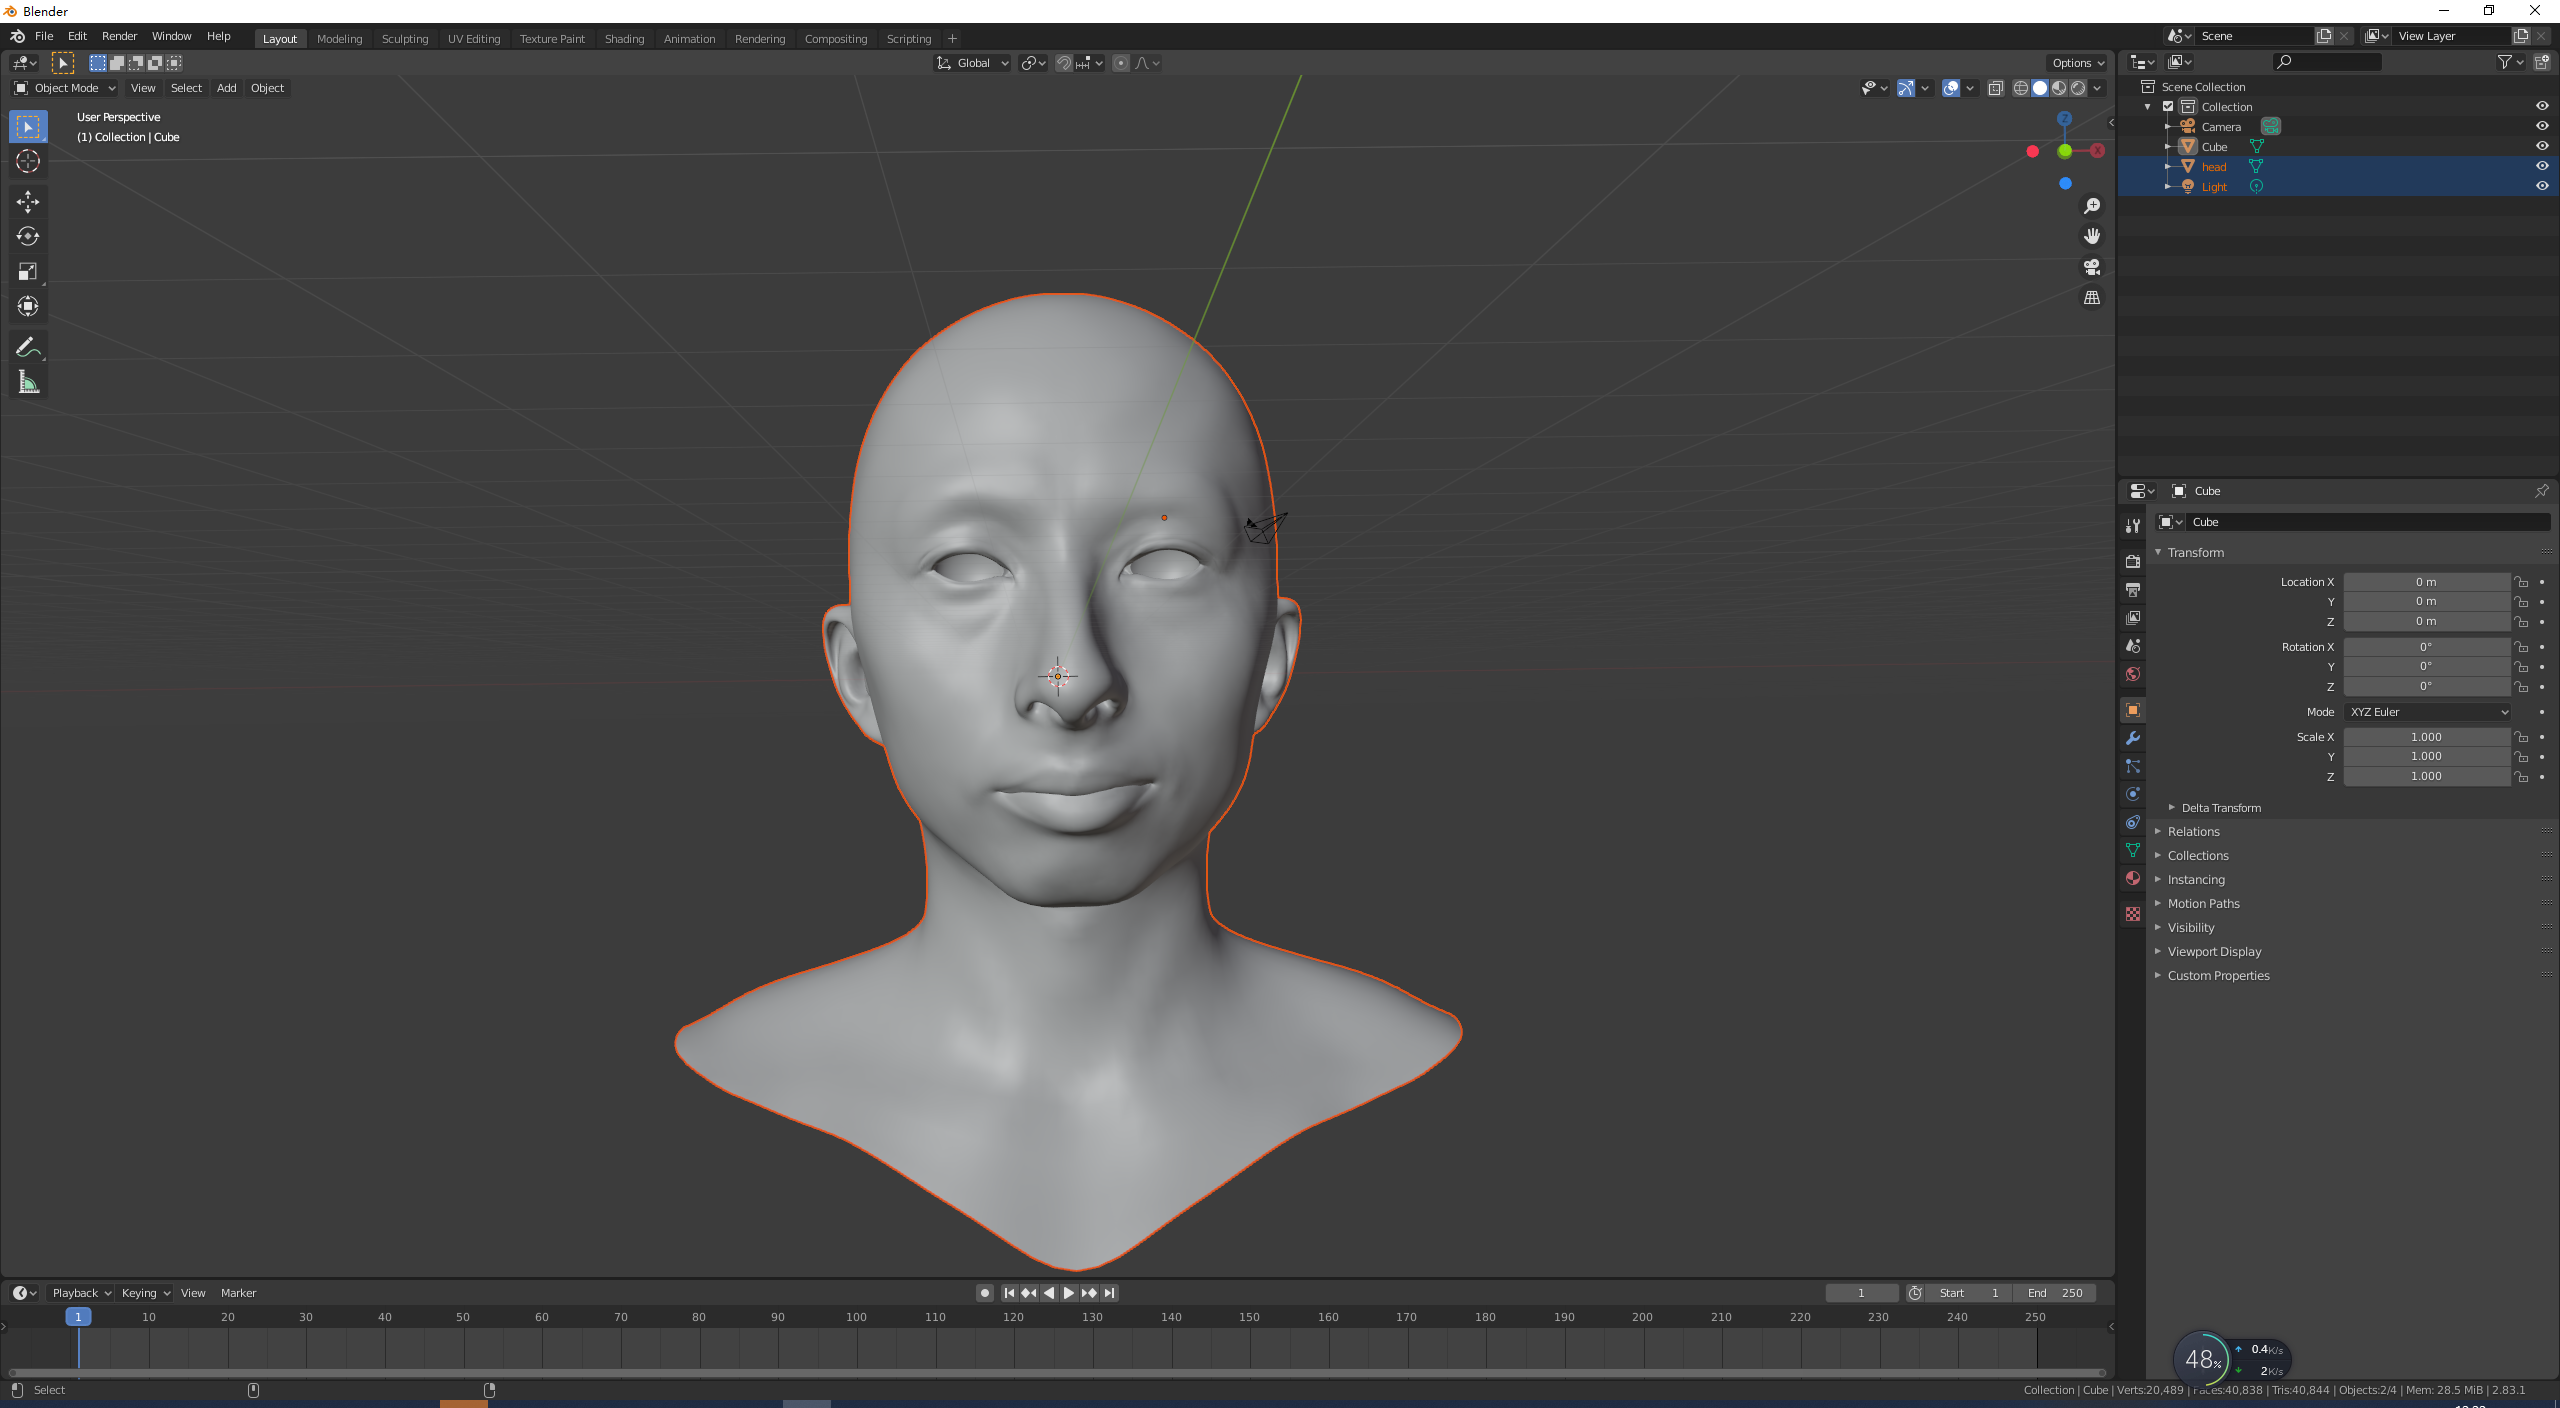 Blender
File Edit Render Window Help Layout Modeling Sculpting UV Editing Texture Paint Shading Animation Rendering Compositing Scripting + Scene View Layer
Global Options
Object Mode View Select Add Object
User Perspective
(1) Collection | Cube
Z
X
Scene Collection
Collection
Camera
Cube
head
Light
Cube
Cube
Transform
Location X 0 m
Y 0 m
Z 0 m
Rotation X 0°
Y 0°
Z 0°
Mode XYZ Euler
Scale X 1.000
Y 1.000
Z 1.000
Delta Transform
Relations
Collections
Instancing
Motion Paths
Visibility
Viewport Display
Custom Properties
Playback Keying View Marker 1 Start 1 End 250
1 10 20 30 40 50 60 70 80 90 100 110 120 130 140 150 160 170 180 190 200 210 220 230 240 250
48% 0.4K/s
2K/s
Select
Collection | Cube | Verts:20,489 | Faces:40,838 | Tris:40,844 | Objects:2/4 | Mem: 28.5 MiB | 2.83.1